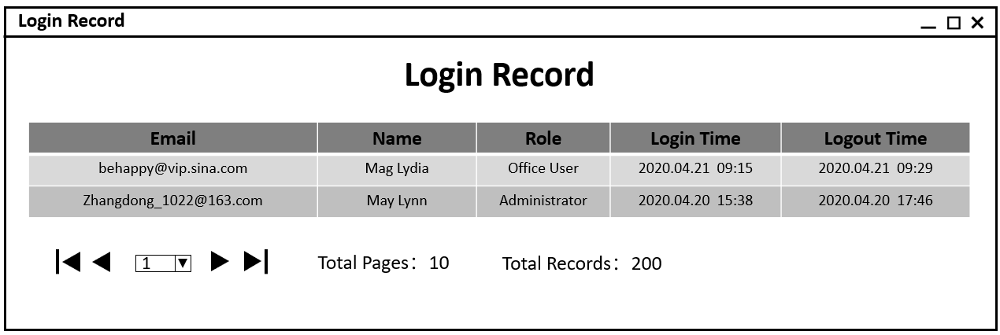 Login Record
Login Record
Email Name Role Login Time Logout Time
behappy@vip.sina.com Mag Lydia Office User 2020.04.21 09:15 2020.04.21 09:29
Zhangdong_1022@163.com May Lynn Administrator 2020.04.20 15:38 2020.04.20 17:46
1 Total Pages：10 Total Records：200